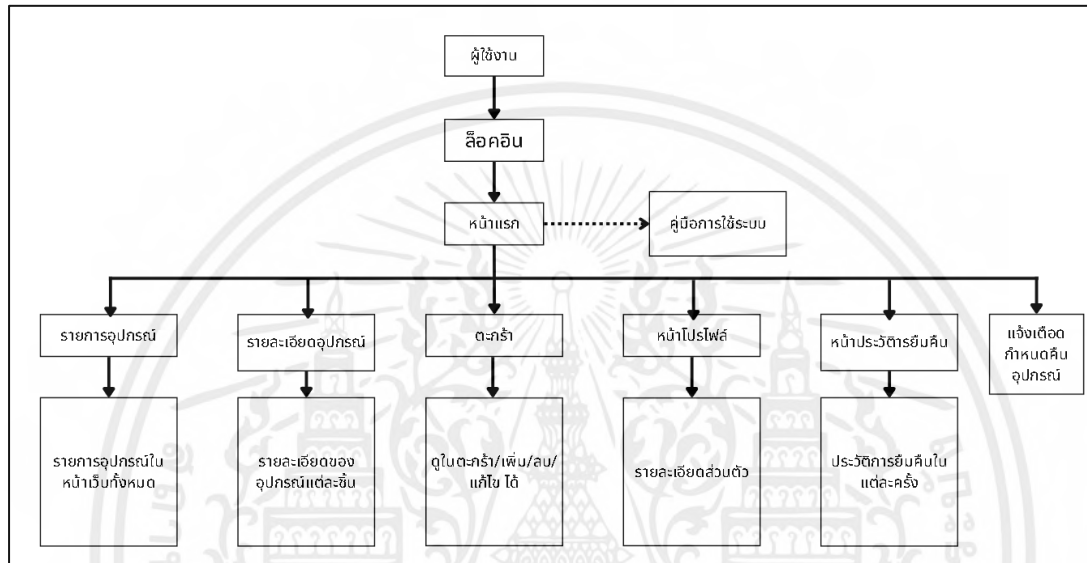 ผู้ใช้งาน
ล็อคอิน
หน้าแรก
คู่มือการใช้ระบบ
รายการอุปกรณ์
รายละเอียดอุปกรณ์
ตะกร้า
หน้าโปรไฟล์
หน้าประวัติารยืมคืน
แจ้งเตือด
กำหนดคืน
อุปกรณ์
รายการอุปกรณ์ใน
หน้าเว็บทั้งหมด
รายละเอียดของ
อุปกรณ์แต่ละชิ้น
ดูในตะกร้า/เพิ่ม/ลบ/
แก้ไข ได้
รายละเอียดส่วนตัว
ประวัติการยืมคืนใน
แต่ละครั้ง